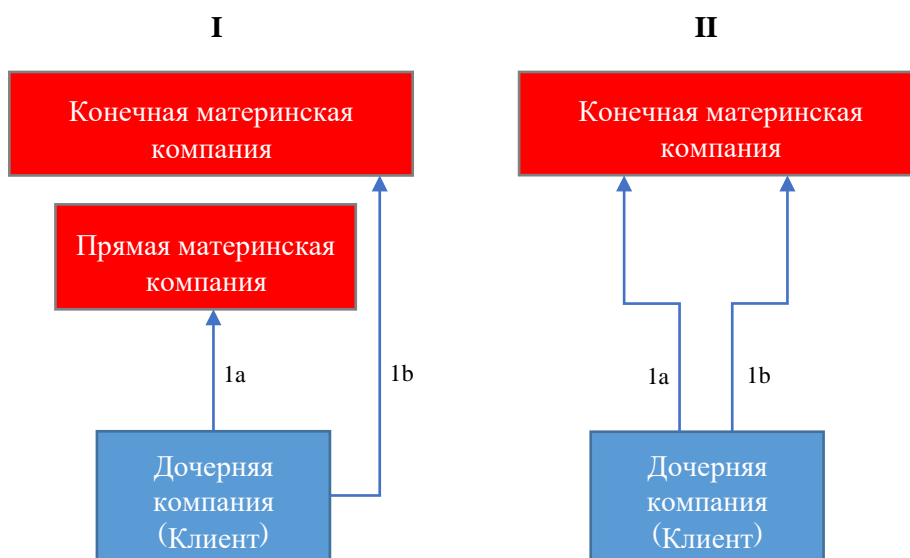 I
Конечная материнская
компания
Прямая материнская
компания
1a
1b
Дочерняя
компания
(Клиент)
II
Конечная материнская
компания
1a
1b
Дочерняя
компания
(Клиент)